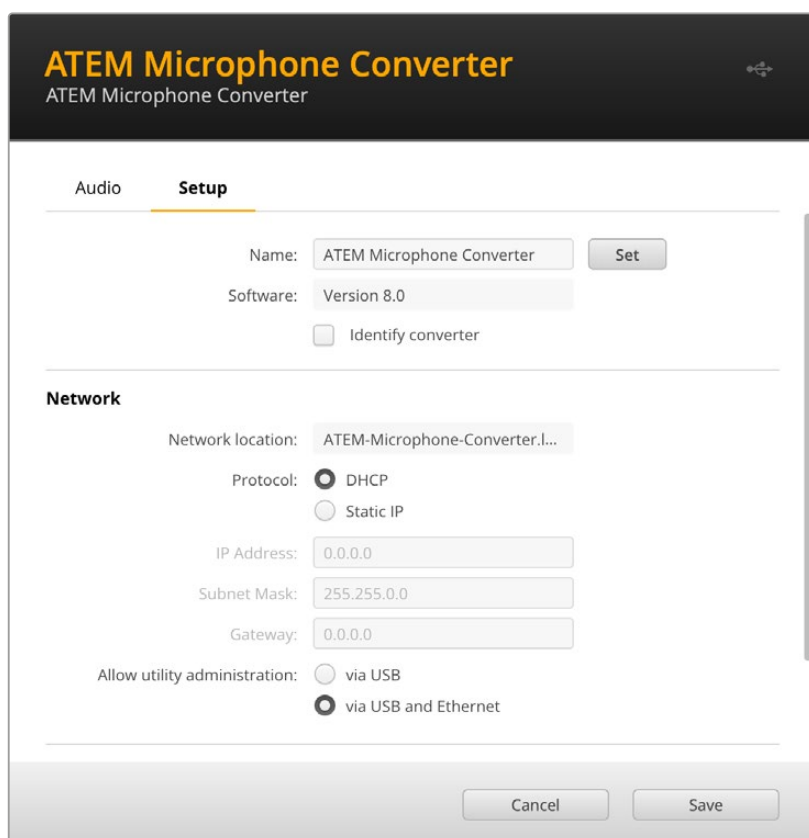 ATEM Microphone Converter
ATEM Microphone Converter
Audio Setup
Name: ATEM Microphone Converter Set
Software: Version 8.0
Identify converter
Network
Network location: ATEM-Microphone-Converter.l...
Protocol: DHCP
Static IP
IP Address: 0.0.0.0
Subnet Mask: 255.255.0.0
Gateway: 0.0.0.0
Allow utility administration: via USB
via USB and Ethernet
Cancel Save